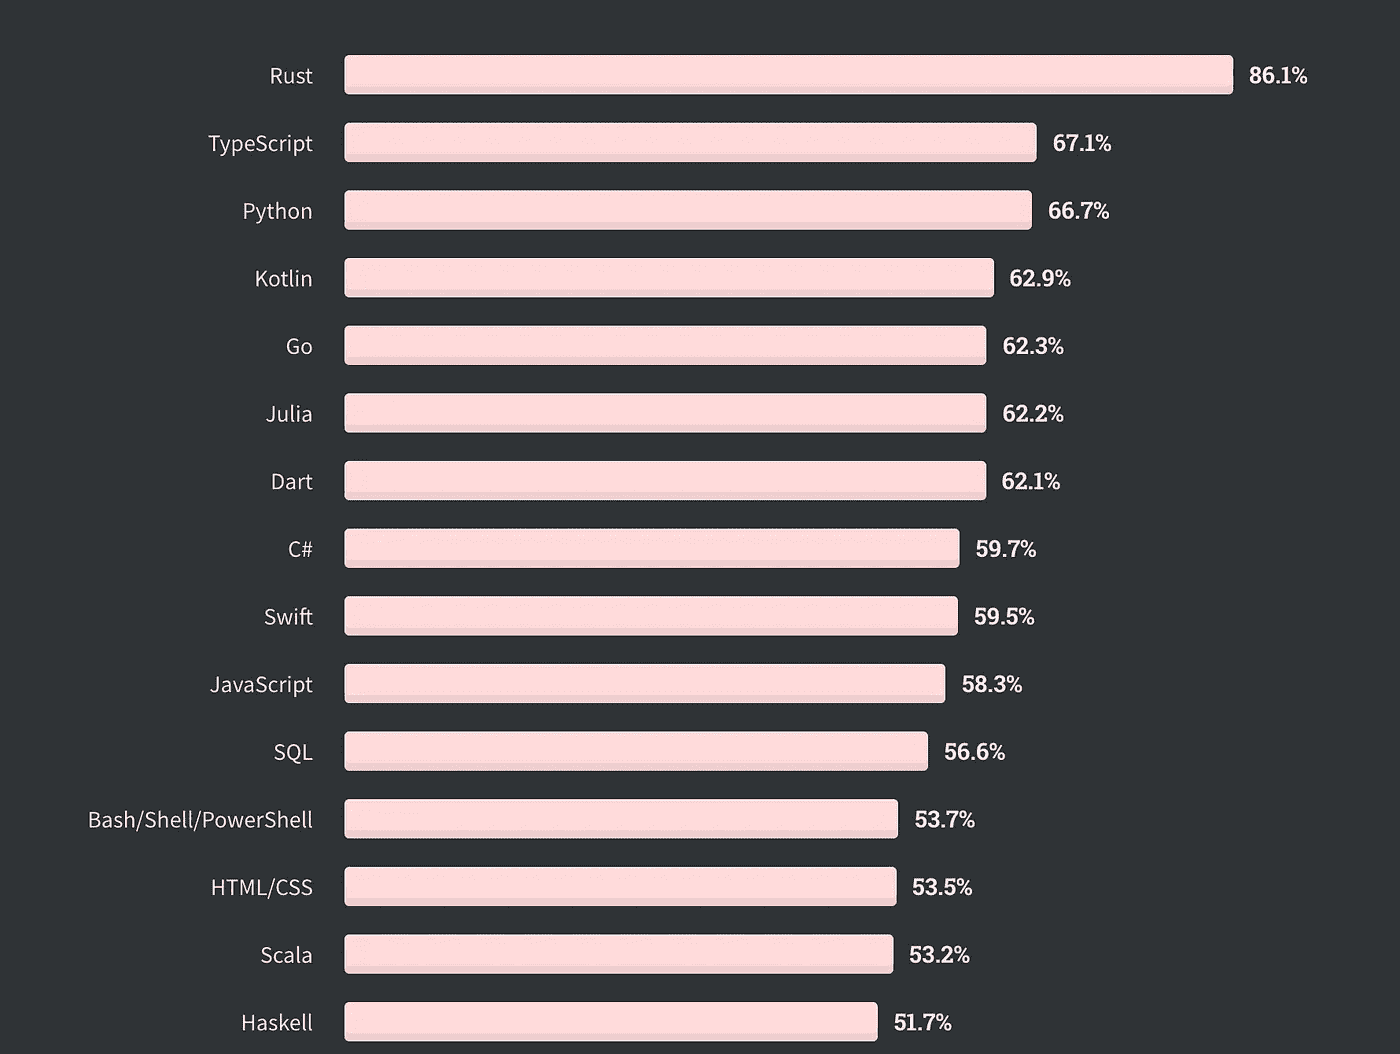 Rust 86.1%
TypeScript 67.1%
Python 66.7%
Kotlin 62.9%
Go 62.3%
Julia 62.2%
Dart 62.1%
C# 59.7%
Swift 59.5%
JavaScript 58.3%
SQL 56.6%
Bash/Shell/PowerShell 53.7%
HTML/CSS 53.5%
Scala 53.2%
Haskell 51.7%